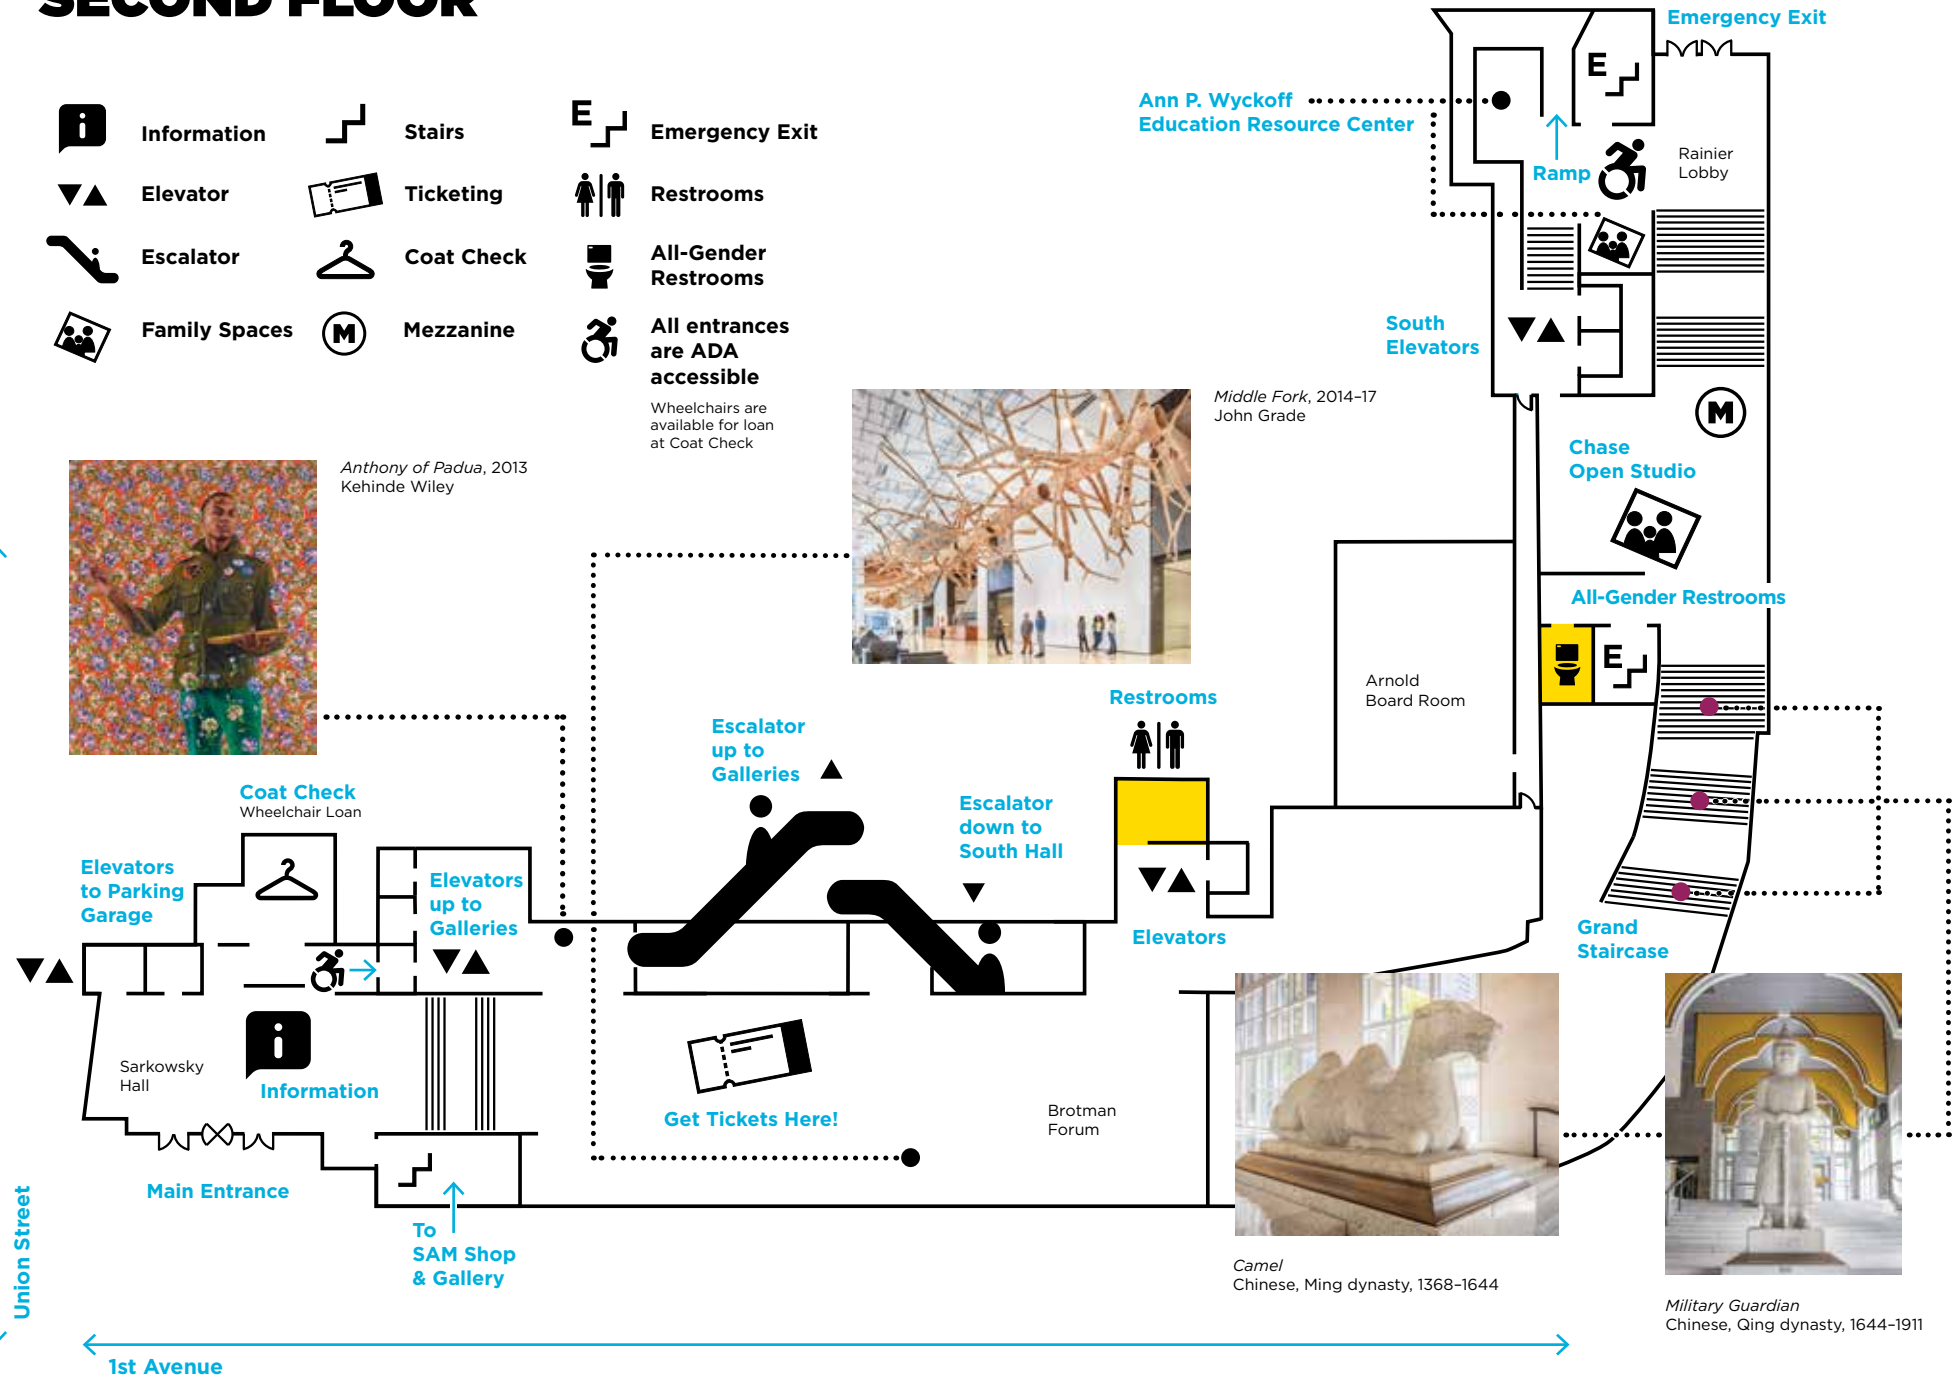 SECOND FLOOR
Information
Elevator
Escalator
Family Spaces
Stairs
Ticketing
Coat Check
M
Mezzanine
E
Emergency Exit
Restrooms
All-Gender
Restrooms
All entrances
are ADA
accessible
Wheelchairs are
available for loan
at Coat Check
Emergency Exit
E
Ann P. Wyckoff
Education Resource Center
Ramp
Rainier
Lobby
South
Elevators
M
Chase
Open Studio
All-Gender Restrooms
E
Arnold
Board Room
Middle Fork, 2014–17
John Grade
Anthony of Padua, 2013
Kehinde Wiley
Restrooms
Escalator
up to
Galleries
Escalator
down to
South Hall
Coat Check
Wheelchair Loan
Elevators
to Parking
Garage
Elevators
up to
Galleries
Elevators
Grand
Staircase
Sarkowsky
Hall
Information
Get Tickets Here!
Brotman
Forum
Main Entrance
To
SAM Shop
& Gallery
Union Street
Camel
Chinese, Ming dynasty, 1368–1644
Military Guardian
Chinese, Qing dynasty, 1644–1911
1st Avenue